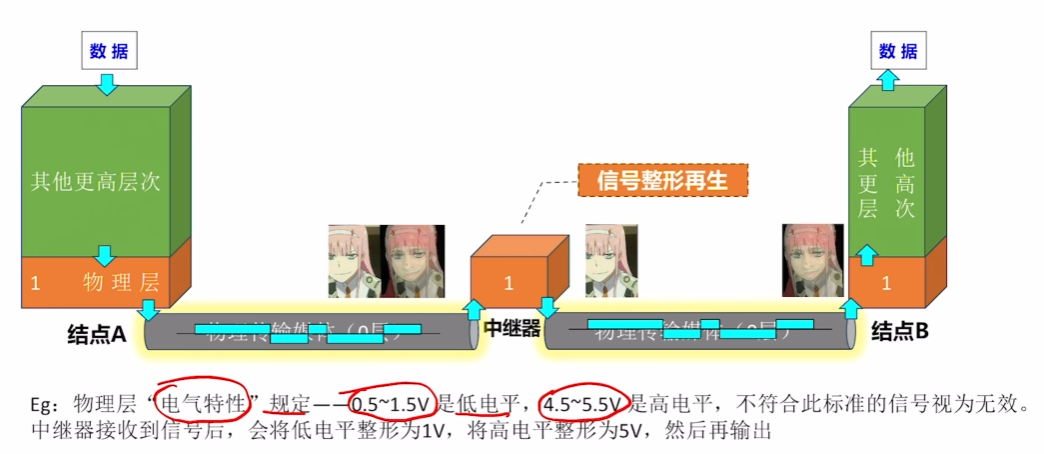 数据
数据
其他更高层次
其 他
更 高
层 次
信号整形再生
1 物理层
1
1
结点A
物理传输媒体（0层）
中继器
物理传输媒体（0层）
结点B
Eg：物理层“电气特性”规定——0.5~1.5V是低电平，4.5~5.5V是高电平，不符合此标准的信号视为无效。
中继器接收到信号后，会将低电平整形为1V，将高电平整形为5V，然后再输出